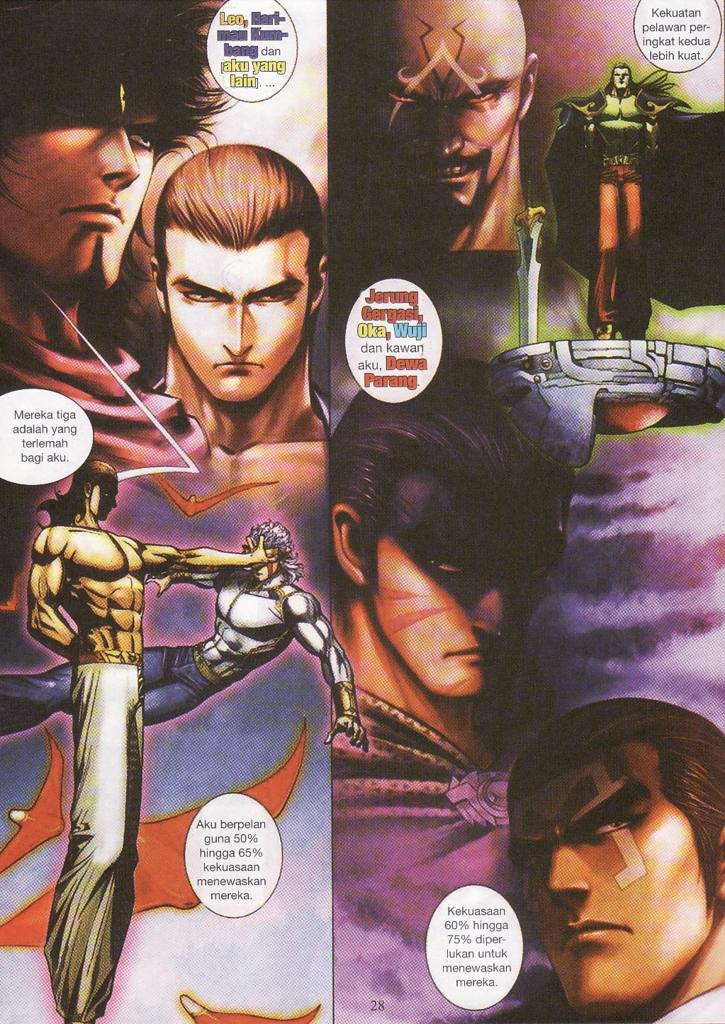 Leo, Hari-
mau Kum-
bang dan
aku yang
lain. ...
Mereka tiga
adalah yang
terlemah
bagi aku.
Aku berpelan
guna 50%
hingga 65%
kekuasaan
menewaskan
mereka.
Kekuatan
pelawan per-
ingkat kedua
lebih kuat.
Jerung
Gergasi,
Oka, Wuji
dan kawan
aku, Dewa
Parang.
Kekuasaan
60% hingga
75% diper-
lukan untuk
menewaskan
mereka.
28